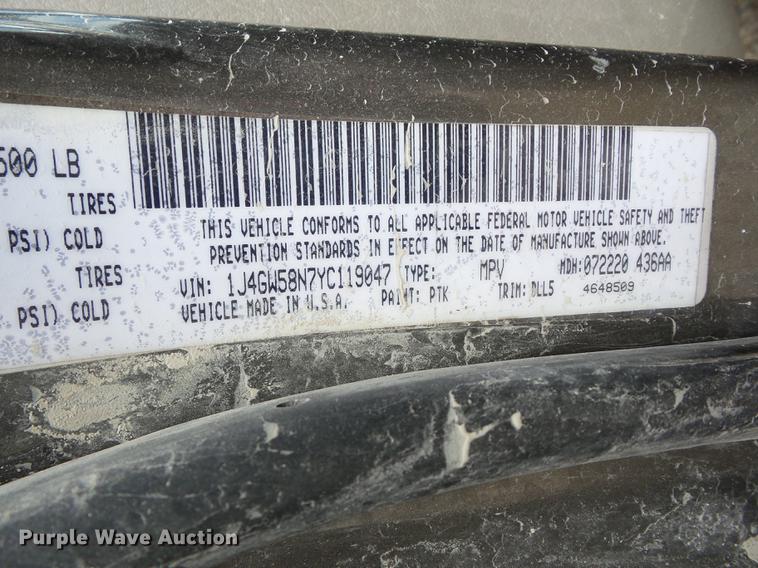 500 LB
TIRES
PSI) COLD
TIRES
PSI) COLD
THIS VEHICLE CONFORMS TO ALL APPLICABLE FEDERAL MOTOR VEHICLE SAFETY AND THEFT
PREVENTION STANDARDS IN EFFECT ON THE DATE OF MANUFACTURE SHOWN ABOVE.
VIN: 1J4GW58N7YC119047 TYPE: MPV MDH: 072220 436AA
VEHICLE MADE IN U.S.A. PAINT: PTK TRIM: DLL5 4648509
Purple Wave Auction
PurpleWave.com